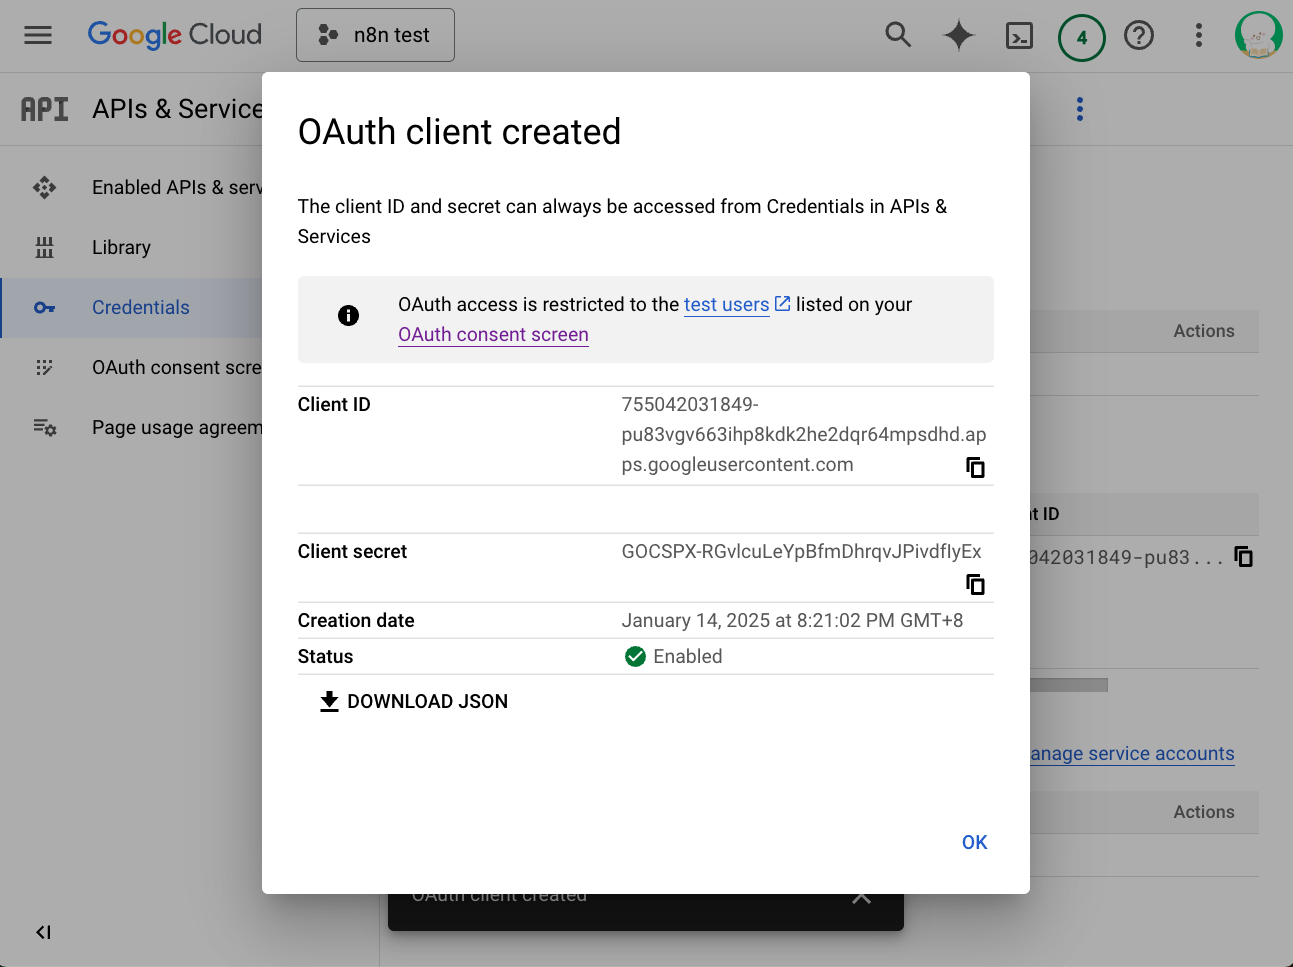 Google Cloud
n8n test
4
API
APIs & Service
OAuth client created
Enabled APIs & serv
The client ID and secret can always be accessed from Credentials in APIs &
Services
Library
Credentials
OAuth access is restricted to the test users listed on your
OAuth consent screen
Actions
OAuth consent scre
Client ID
755042031849-
pu83vgv663ihp8kdk2he2dqr64mpsdhd.ap
ps.googleusercontent.com
Page usage agreem
nt ID
Client secret
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
042031849-pu83...
Creation date
January 14, 2025 at 8:21:02 PM GMT+8
Status
Enabled
DOWNLOAD JSON
anage service accounts
Actions
OK
OAuth client created